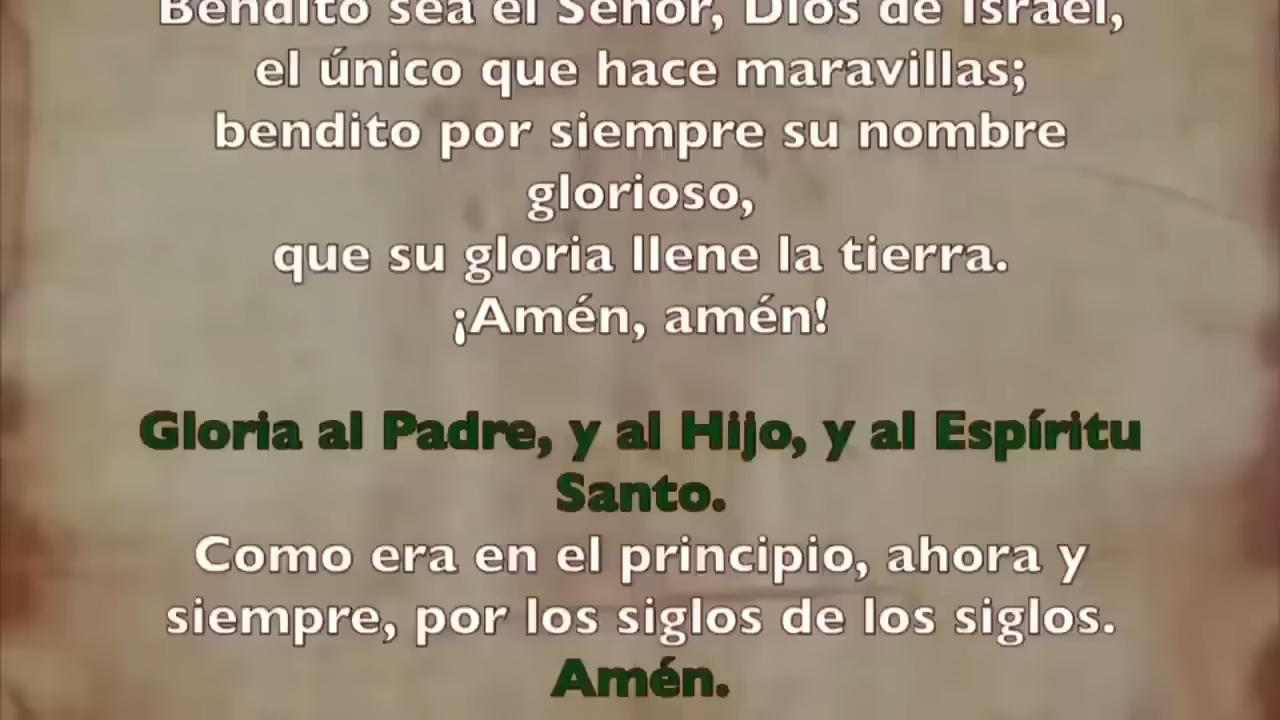 Bendito sea el Señor, Dios de Israel,
el único que hace maravillas;
bendito por siempre su nombre
glorioso,
que su gloria llene la tierra.
¡Amén, amén!
Gloria al Padre, y al Hijo, y al Espíritu
Santo.
Como era en el principio, ahora y
siempre, por los siglos de los siglos.
Amén.